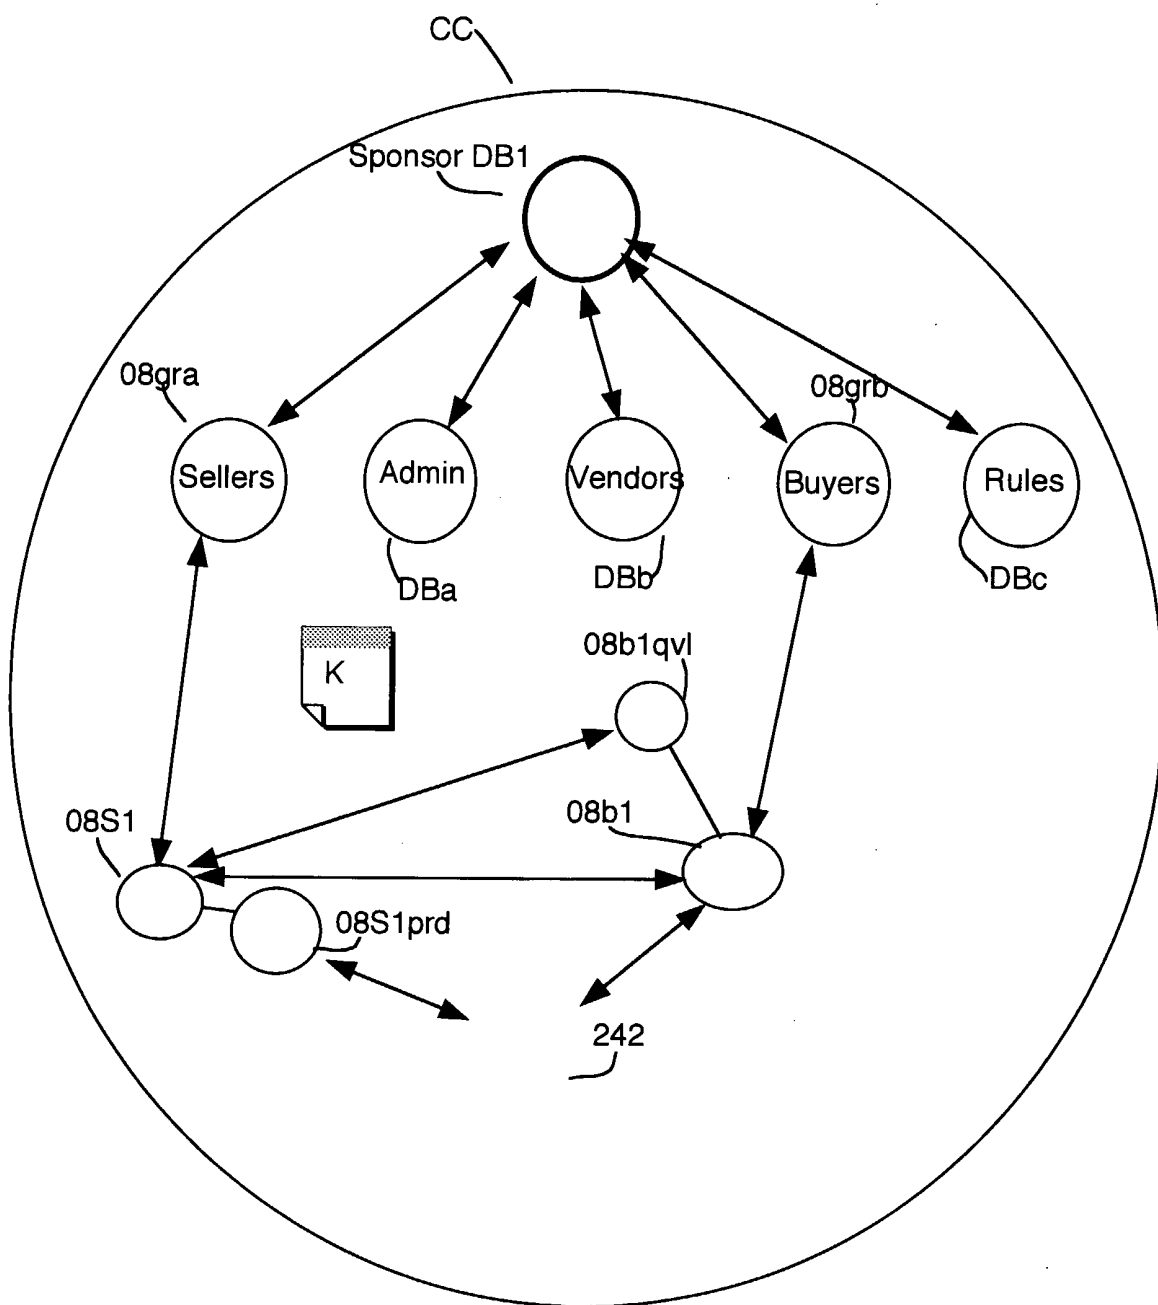 CC
Sponsor DB1
08gra
08grb
Sellers
Admin
Vendors
Buyers
Rules
DBa
DBb
DBc
K
08b1qvl
08S1
08b1
08S1prd
242